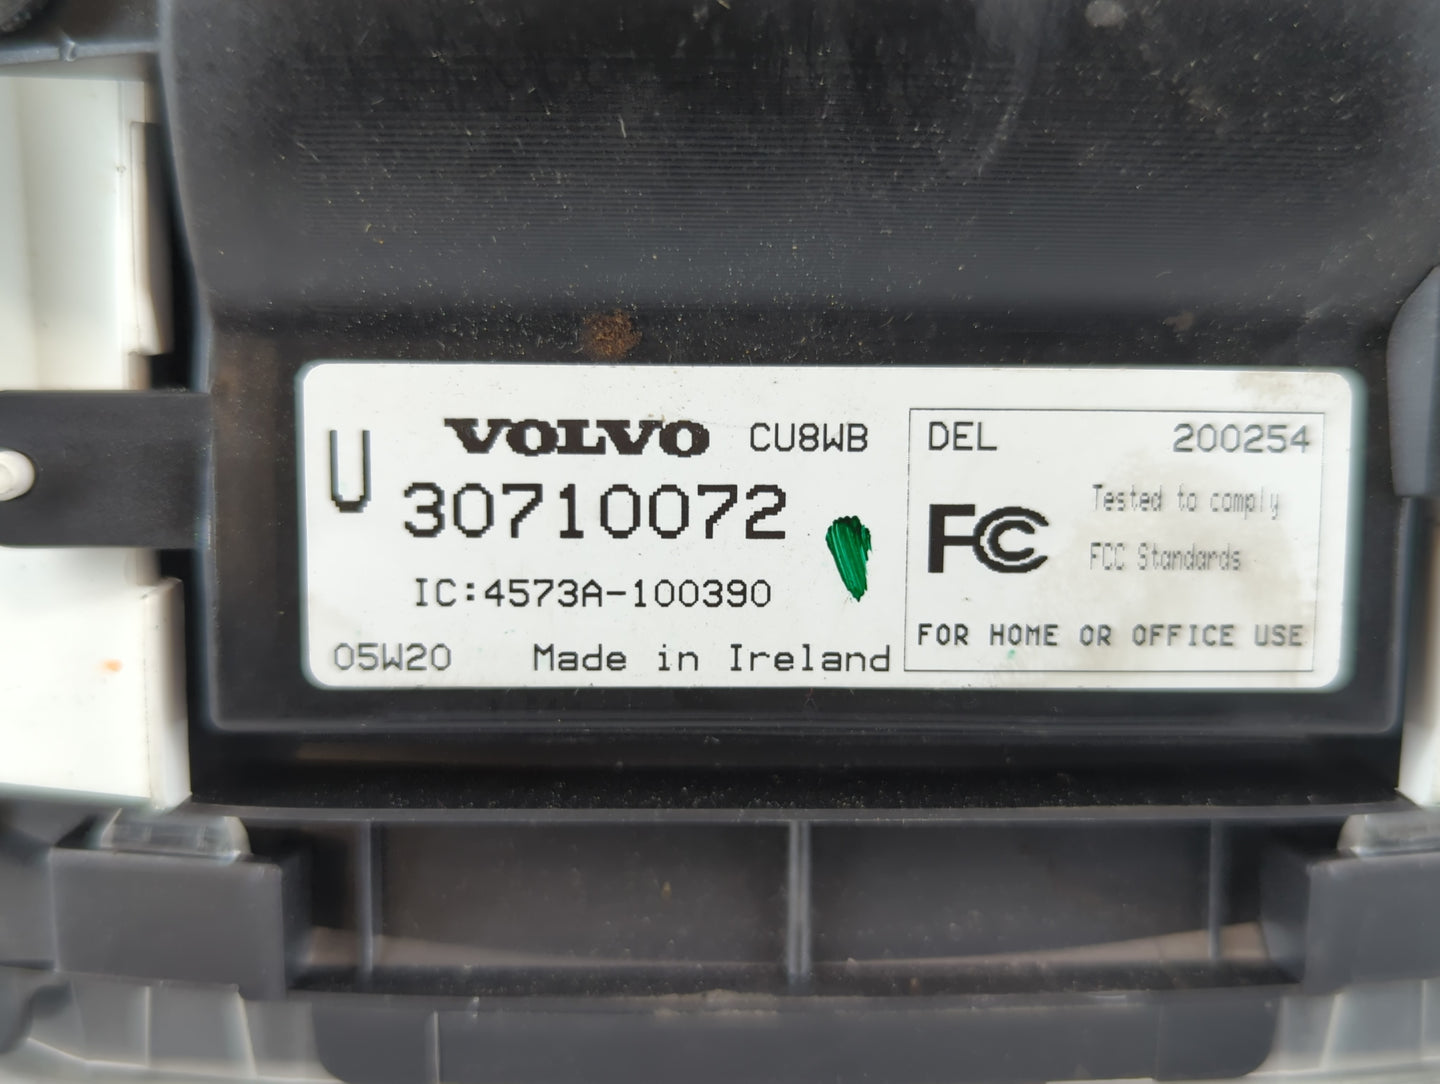 U
VOLVO CU8WB
30710072
IC:4573A-100390
05W20 Made in Ireland
DEL 200254
FC Tested to comply
FCC Standards
FOR HOME OR OFFICE USE